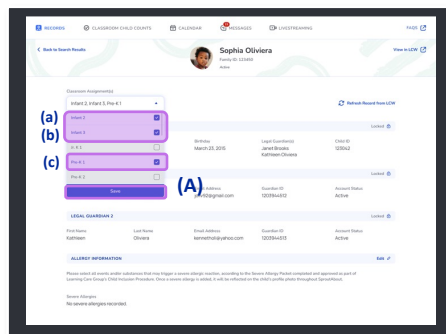 RECORDS CLASSROOM CHILD COUNTS CALENDAR MESSAGES LIVESTREAMING FAQS
Back to Search Results
Sophia Oliviera
Family ID: 123456
Active
View in LCW
Classroom Assignment(s)
Infant 2, Infant 3, Pre-K 1
Refresh Record from LCW
(a) Infant 2
Locked
(b) Infant 3
K-1
Birthday Legal Guardian(s) Child ID
March 23, 2015 Janet Brooks 123042
Kathleen Oliviera
(c) Pre-K 1
Pre-K 2
Locked
Save
(A)
Address Guardian ID Account Status
@gmail.com 1203944512 Active
LEGAL GUARDIAN 2 Locked
First Name Last Name Email Address Guardian ID Account Status
Kathleen Oliviera kennethol@yahoo.com 1203944513 Active
ALLERGY INFORMATION Edit
Please select all events and/or substances that may trigger a severe allergic reaction, according to the Severe Allergy Packet completed and approved as part of
Learning Care Group's Child Inclusion Procedure. Once a severe allergy is added, it will be reflected on the child's profile photo throughout SproutAbout.
Severe Allergies
No severe allergies recorded.